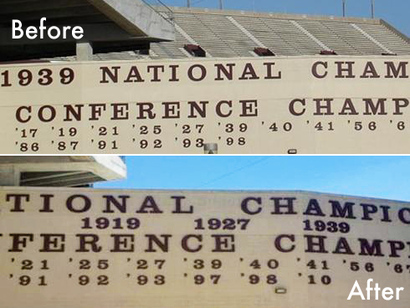 Before
1939 NATIONAL CHAM
CONFERENCE CHAMP
'17 '19 '21 '25 '27 '39 '40 '41 '56 '6
'86 '87 '91 '92 '93 '98
TIONAL CHAMPIO
1919 1927 1939
FERENCE CHAMP
'21 '25 '27 '39 '40 '41 '56 '6
'91 '92 '93 '97 '98 '10
After